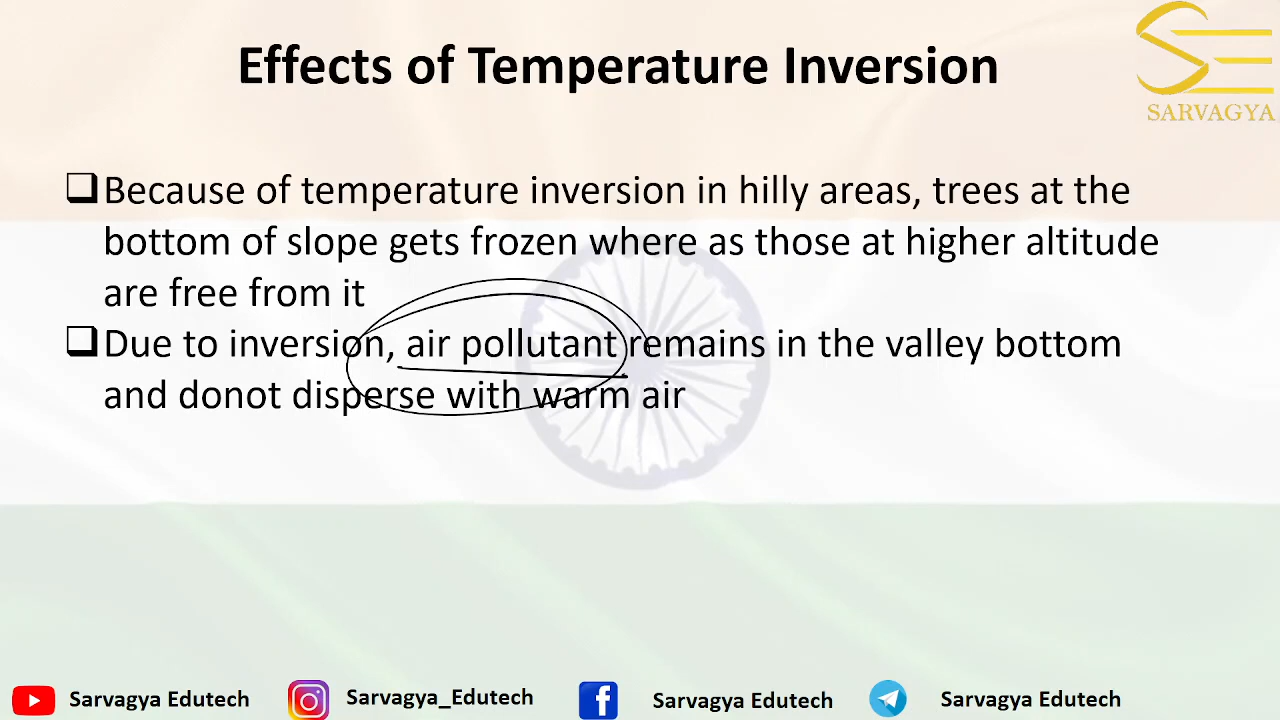 Effects of Temperature Inversion
SARVAGYA
Because of temperature inversion in hilly areas, trees at the
bottom of slope gets frozen where as those at higher altitude
are free from it
Due to inversion, air pollutant remains in the valley bottom
and donot disperse with warm air
Sarvagya Edutech
Sarvagya_Edutech
Sarvagya Edutech
Sarvagya Edutech